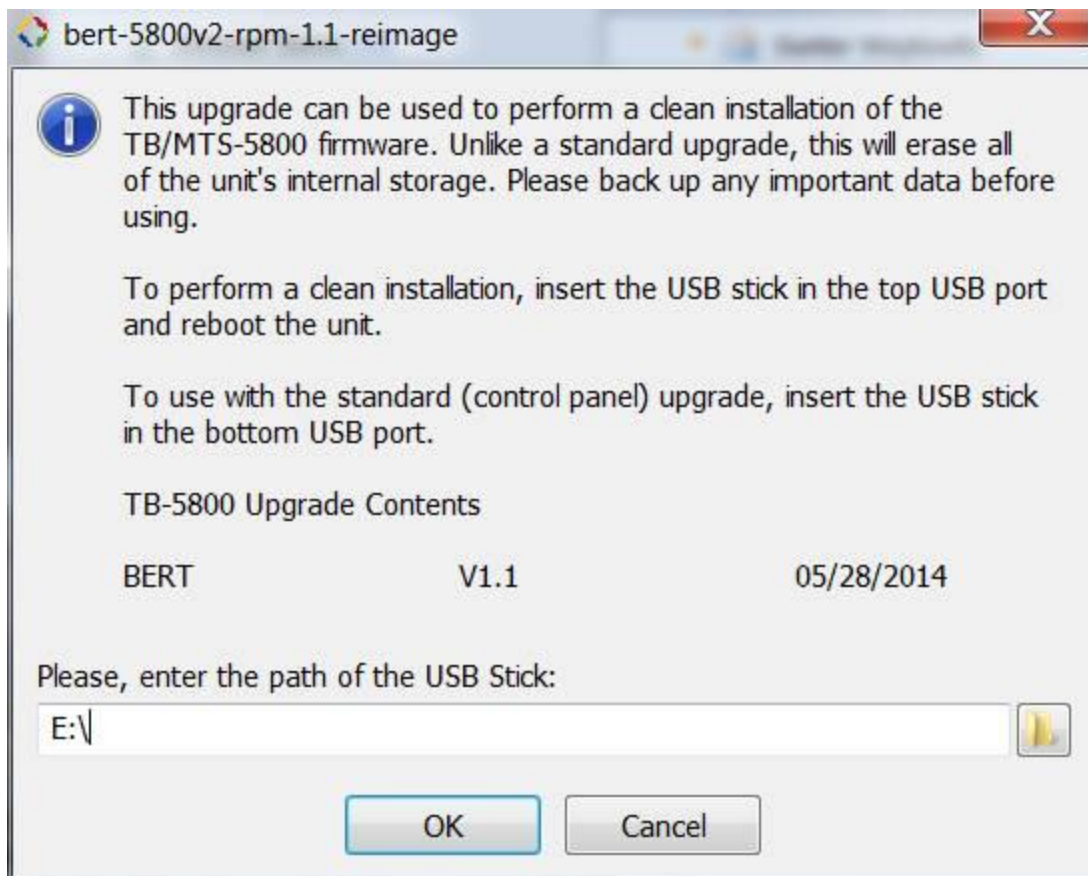 bert-5800v2-rpm-1.1-reimage
This upgrade can be used to perform a clean installation of the
TB/MTS-5800 firmware. Unlike a standard upgrade, this will erase all
of the unit's internal storage. Please back up any important data before
using.
To perform a clean installation, insert the USB stick in the top USB port
and reboot the unit.
To use with the standard (control panel) upgrade, insert the USB stick
in the bottom USB port.
TB-5800 Upgrade Contents
BERT V1.1 05/28/2014
Please, enter the path of the USB Stick:
E:\
OK Cancel